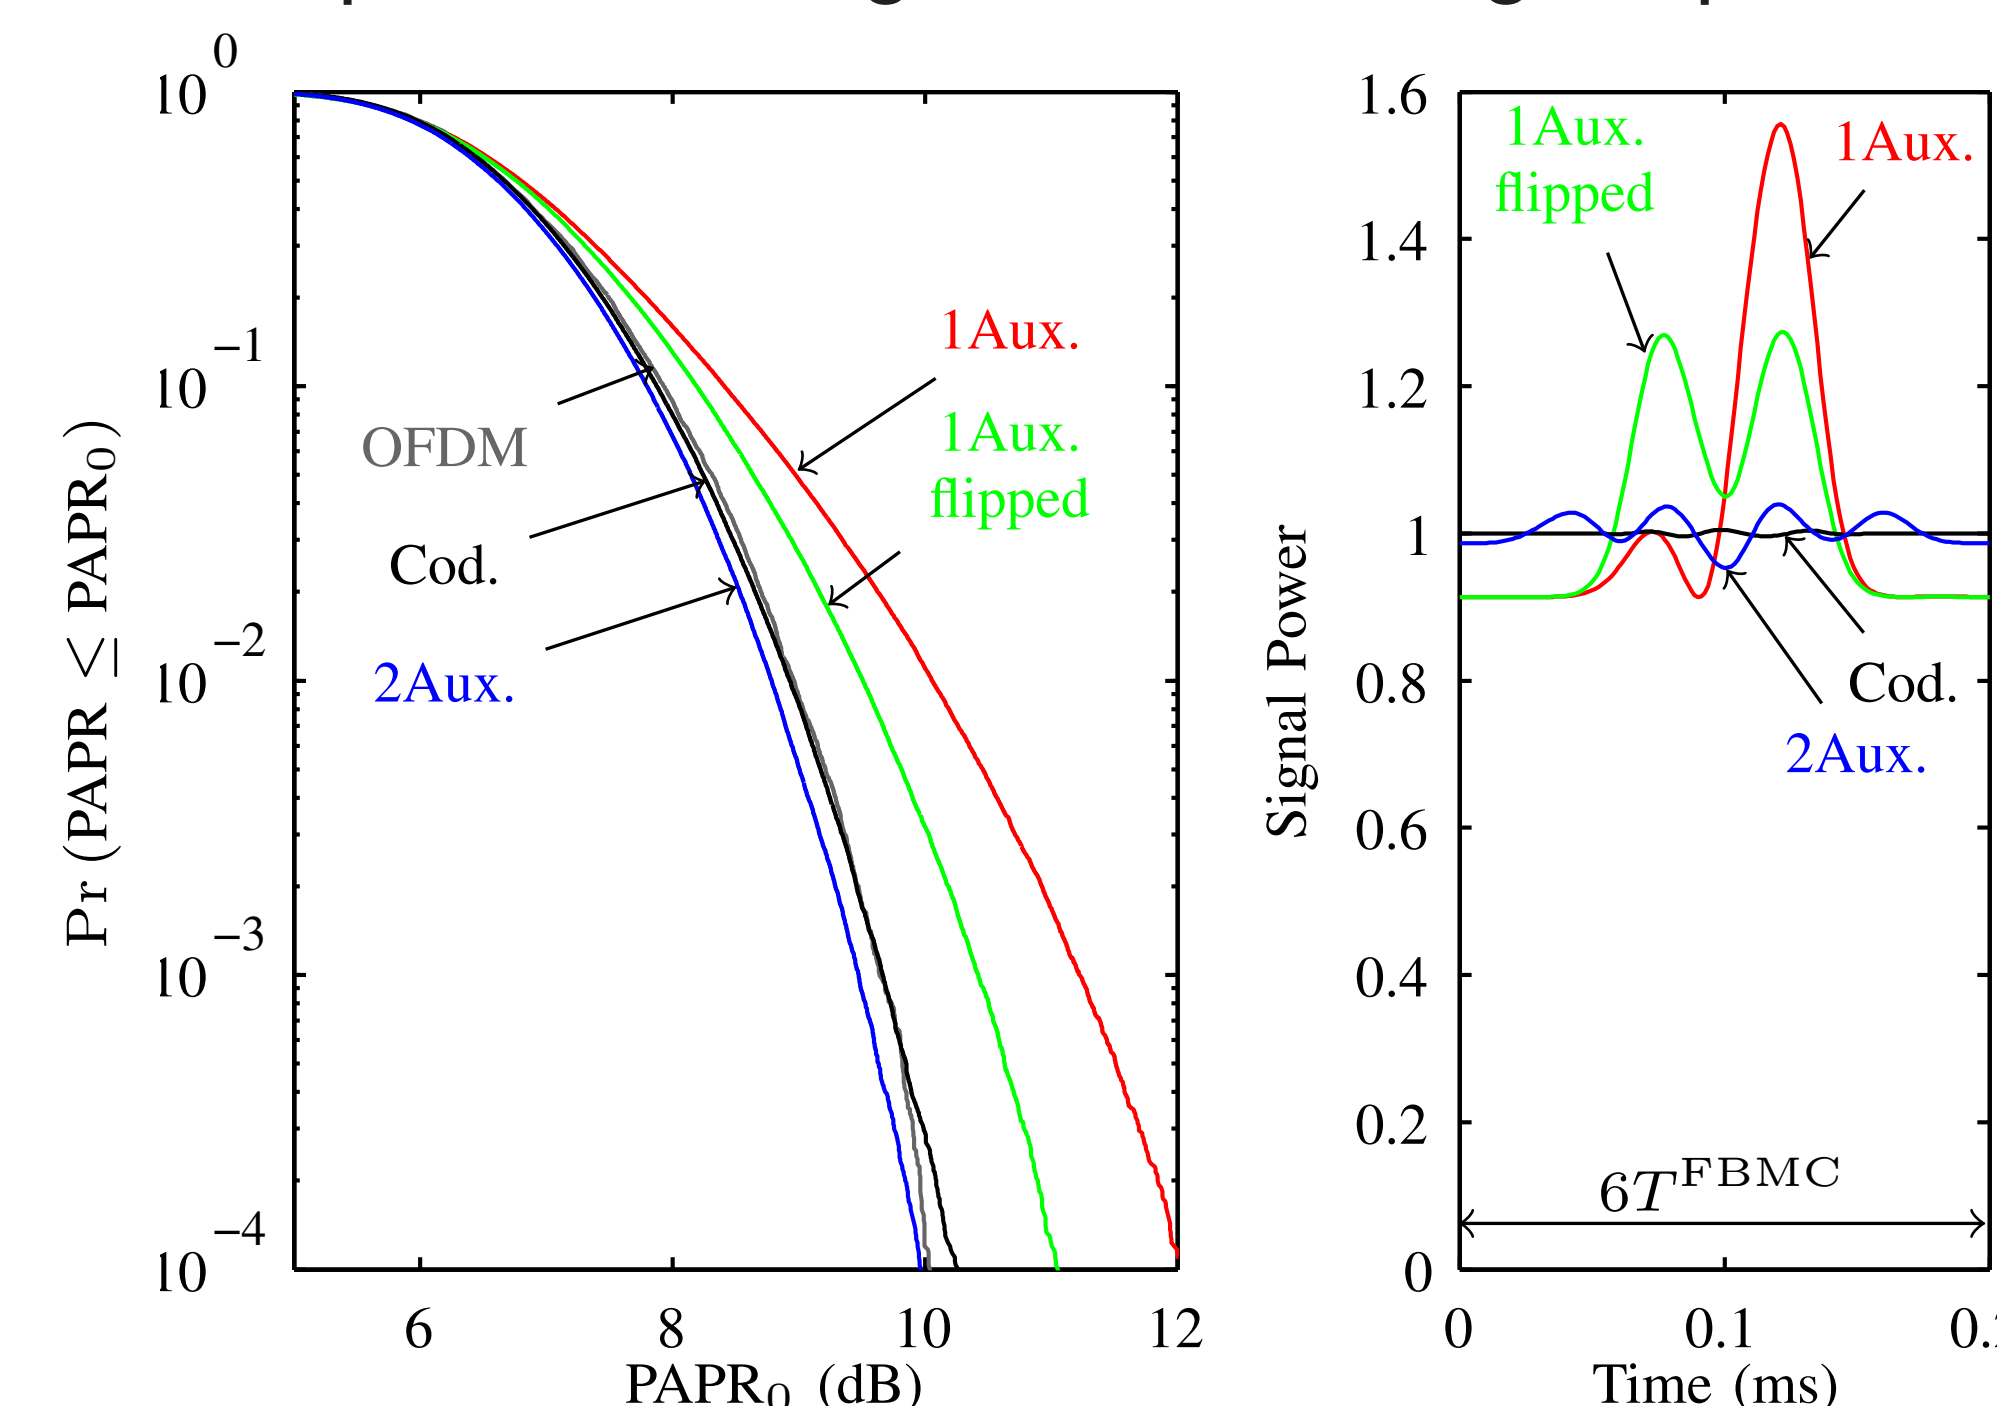 10^0
10^−1
10^−2
10^−3
10^−4
Pr (PAPR ≤ PAPR₀)
6 8 10 12
PAPR₀ (dB)
OFDM
Cod.
2Aux.
1Aux.
1Aux.
flipped
1.6
1.4
1.2
1
0.8
0.6
0.4
0.2
0
Signal Power
0 0.1
Time (ms)
1Aux.
flipped
1Aux.
Cod.
2Aux.
6T^FBMC